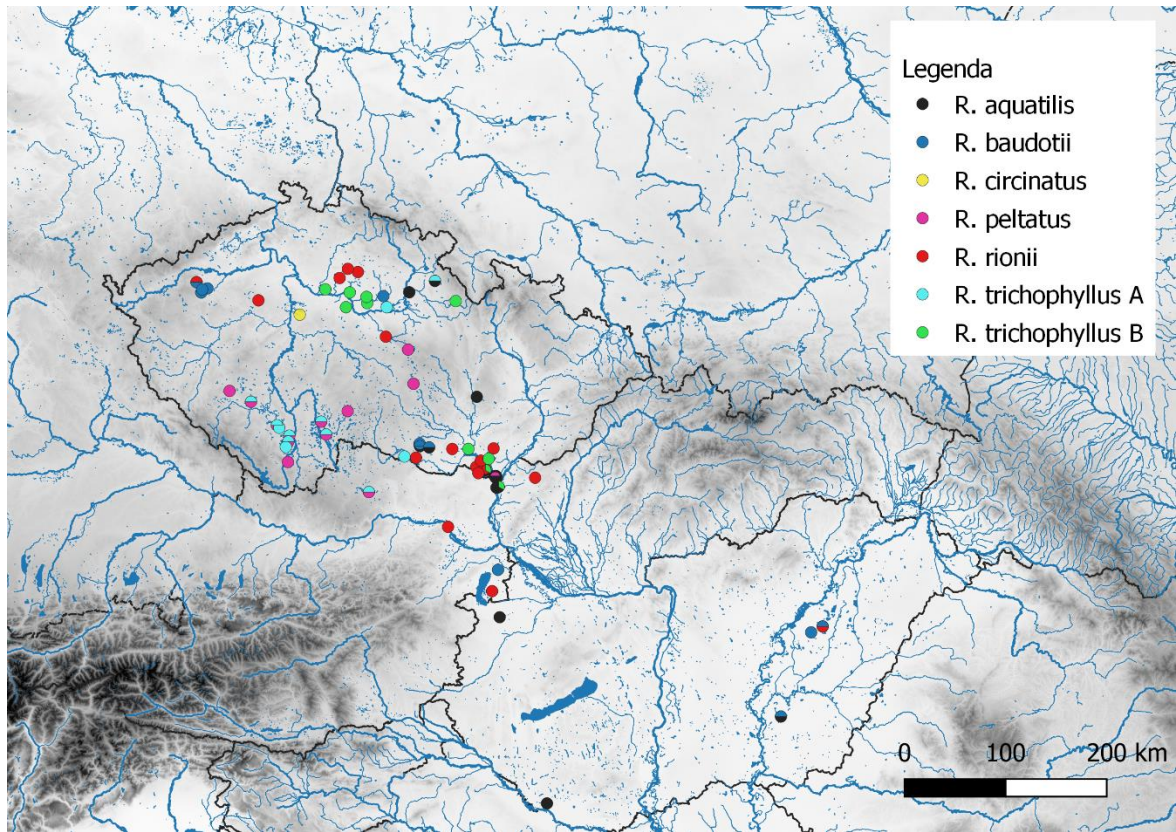 Legenda
R. aquatilis
R. baudotii
R. circinatus
R. peltatus
R. rionii
R. trichophyllus A
R. trichophyllus B
0 100 200 km